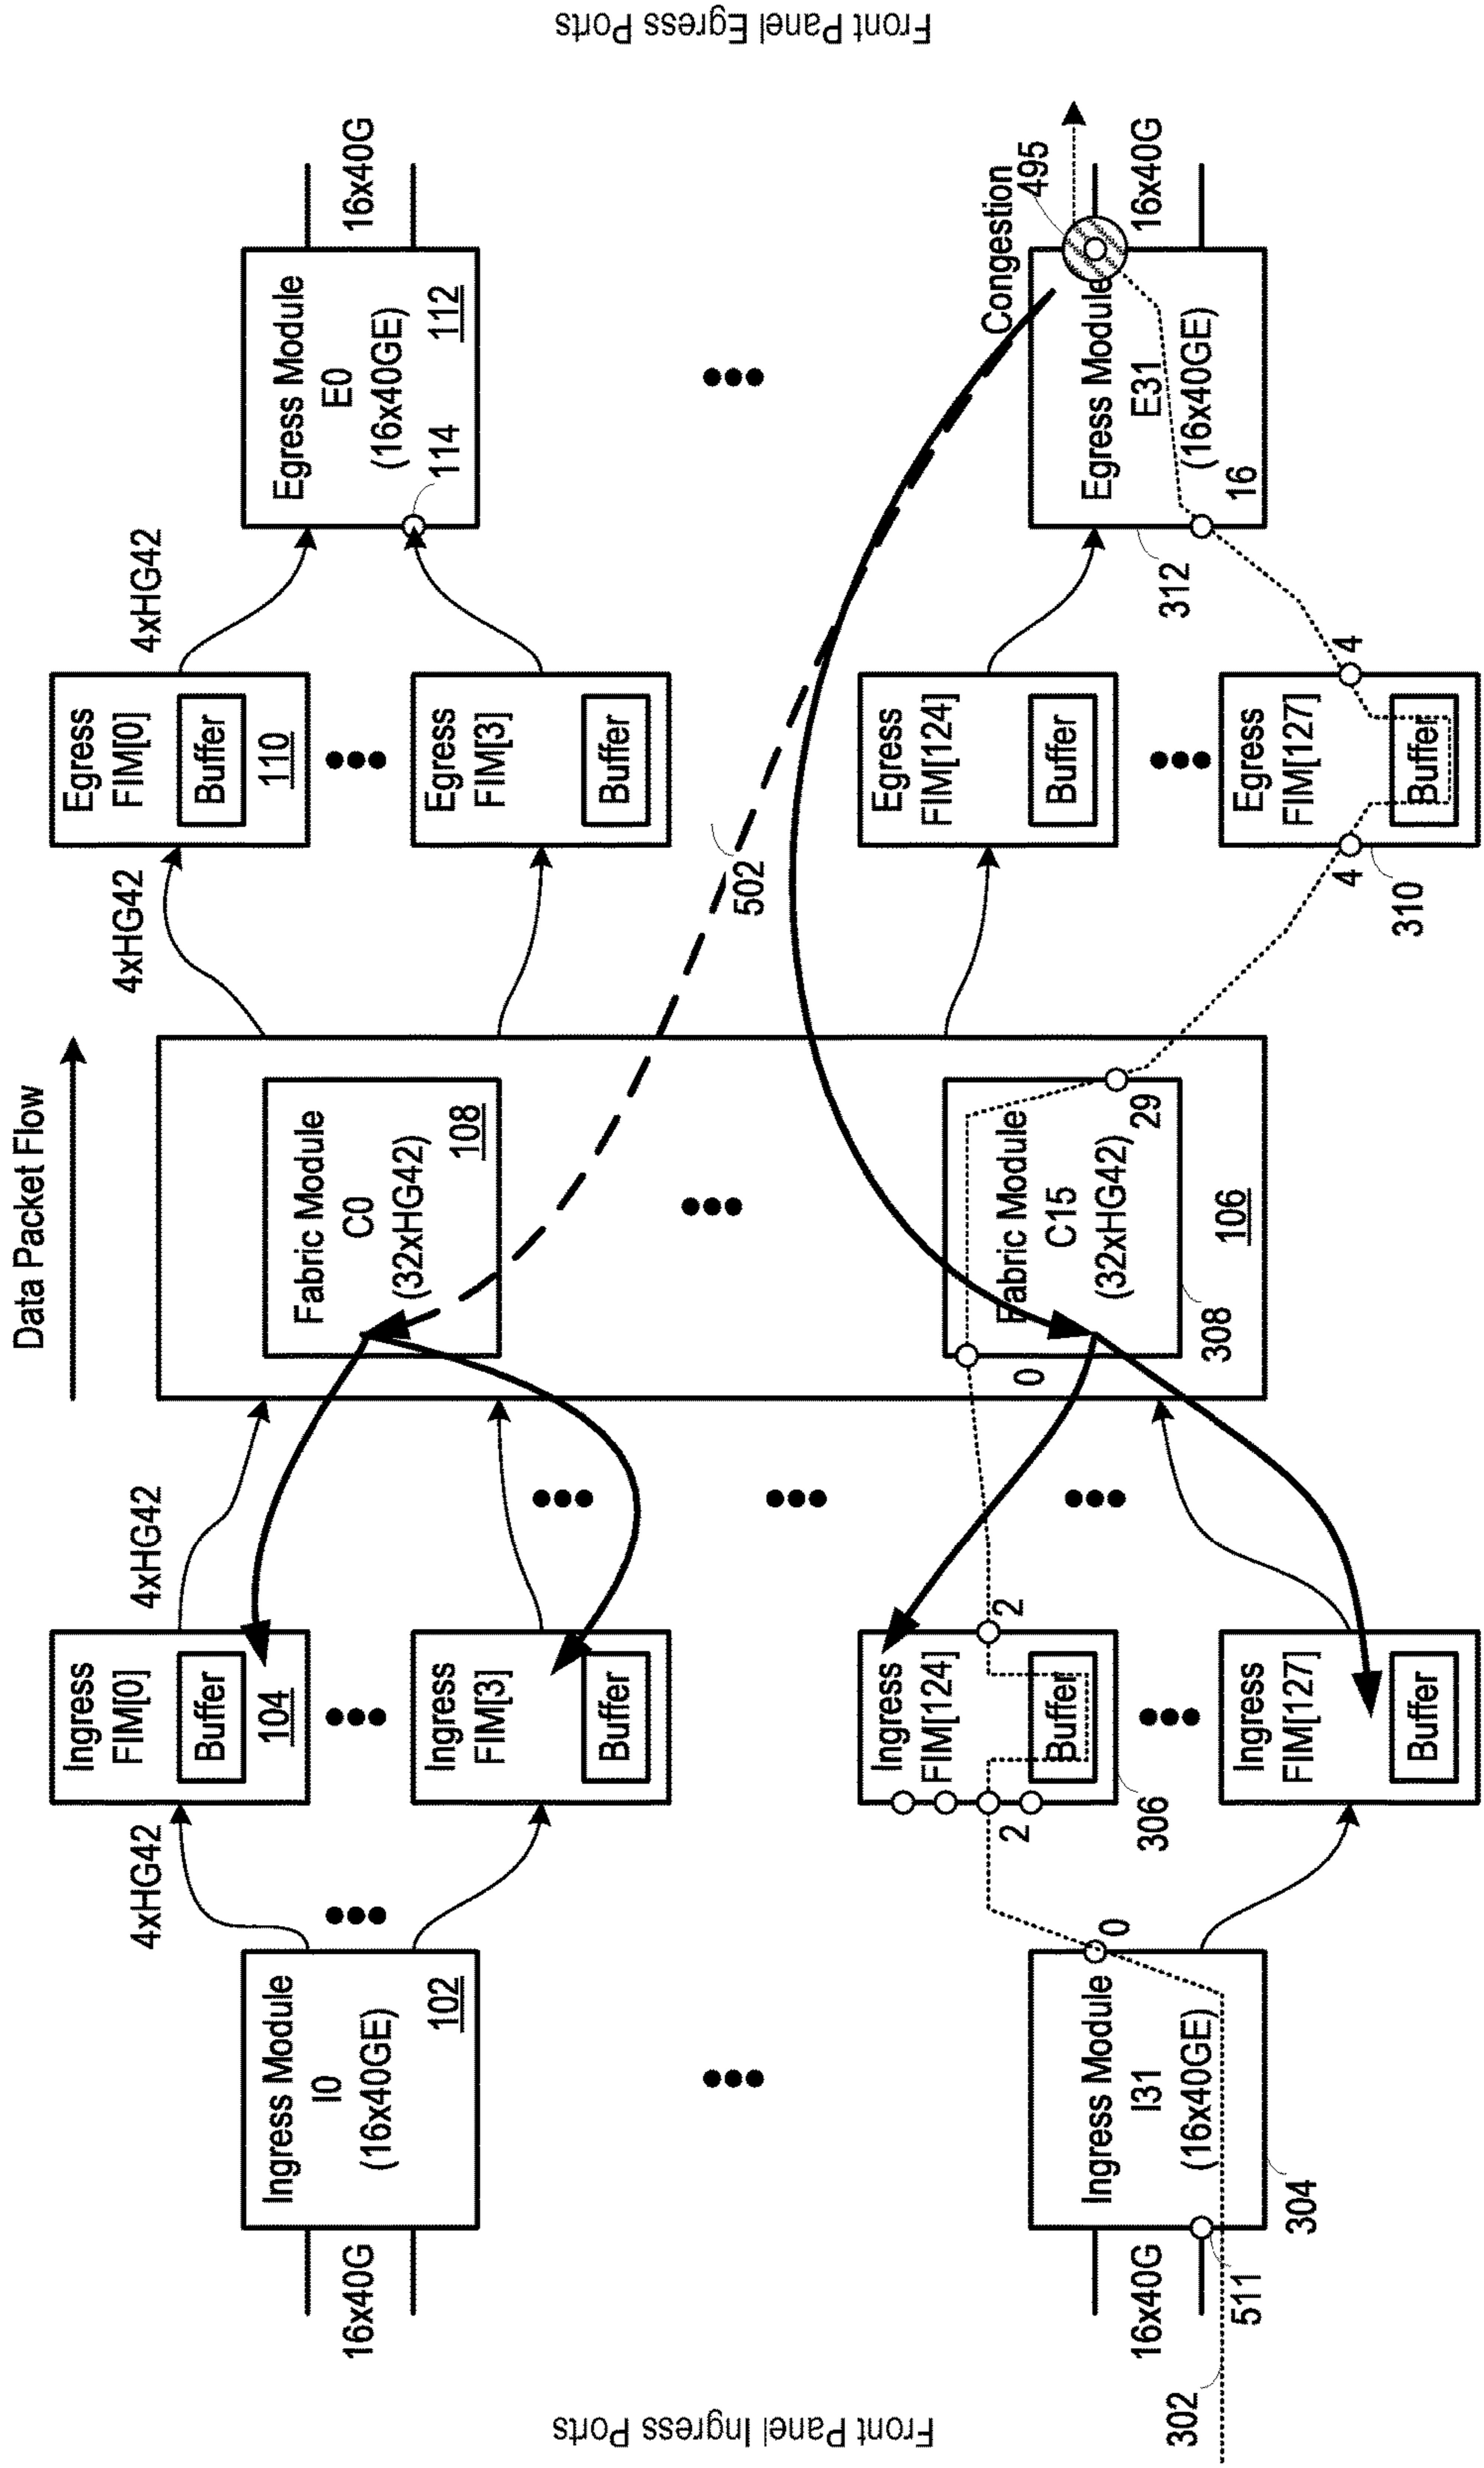 Data Packet Flow
Front Panel Ingress Ports
16x40G
Ingress Module
I0
(16x40GE)
102
4xHG42
Ingress
FIM[0]
Buffer
104
4xHG42
Ingress
FIM[3]
Buffer
Fabric Module
C0
(32xHG42)
108
4xHG42
Egress
FIM[0]
Buffer
110
4xHG42
Egress
FIM[3]
Buffer
Egress Module
E0
(16x40GE)
112
114
16x40G
502
302
16x40G
511
Ingress Module
I31
(16x40GE)
304
0
2
Ingress
FIM[124]
Buffer
306
2
Ingress
FIM[127]
Buffer
0
Fabric Module
C15
(32xHG42)
308
29
106
Egress
FIM[124]
Buffer
4
Egress
FIM[127]
Buffer
310
4
312
Egress Module
E31
(16x40GE)
16
Congestion
495
16x40G
Front Panel Egress Ports